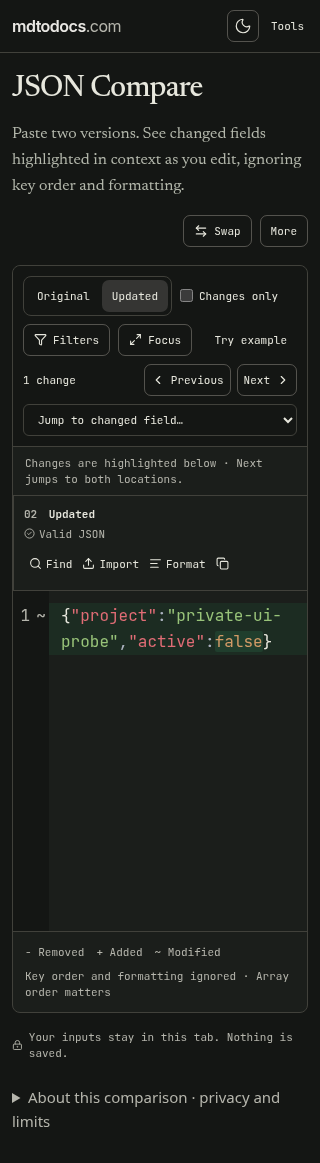 mdtodocs.com
Tools
JSON Compare
Paste two versions. See changed fields
highlighted in context as you edit, ignoring
key order and formatting.
Swap
More
Original
Updated
Changes only
Filters
Focus
Try example
1 change
Previous
Next
Jump to changed field…
Changes are highlighted below · Next
jumps to both locations.
02 Updated
Valid JSON
Find
Import
Format
1 ~ {"project":"private-ui-
probe","active":false}
- Removed + Added ~ Modified
Key order and formatting ignored · Array
order matters
Your inputs stay in this tab. Nothing is
saved.
About this comparison · privacy and
limits